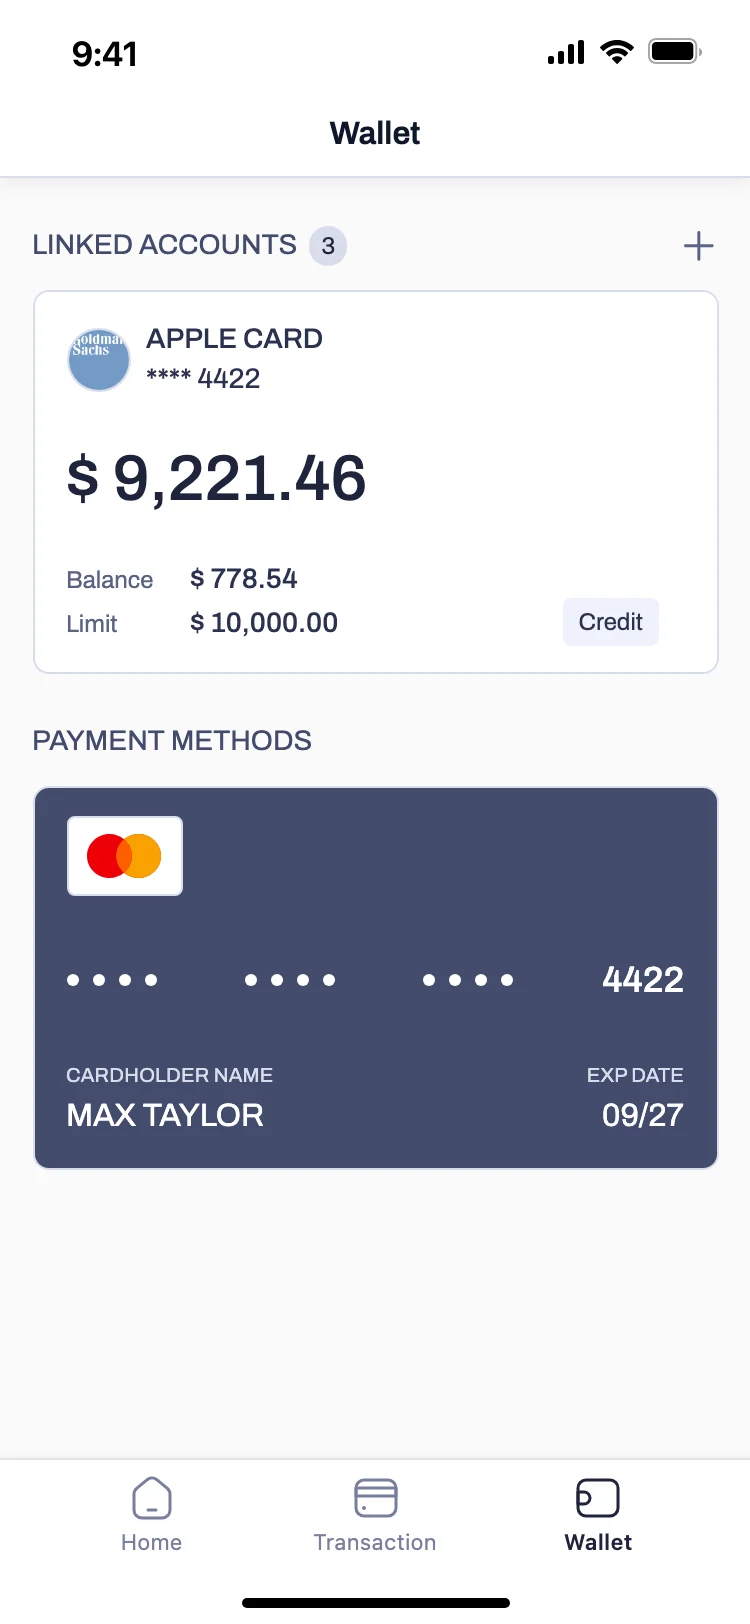 9:41
Wallet
LINKED ACCOUNTS 3
Goldman
Sachs
APPLE CARD
**** 4422
$ 9,221.46
Balance $ 778.54
Limit $ 10,000.00
Credit
PAYMENT METHODS
•••• •••• •••• 4422
CARDHOLDER NAME EXP DATE
MAX TAYLOR 09/27
Home Transaction Wallet